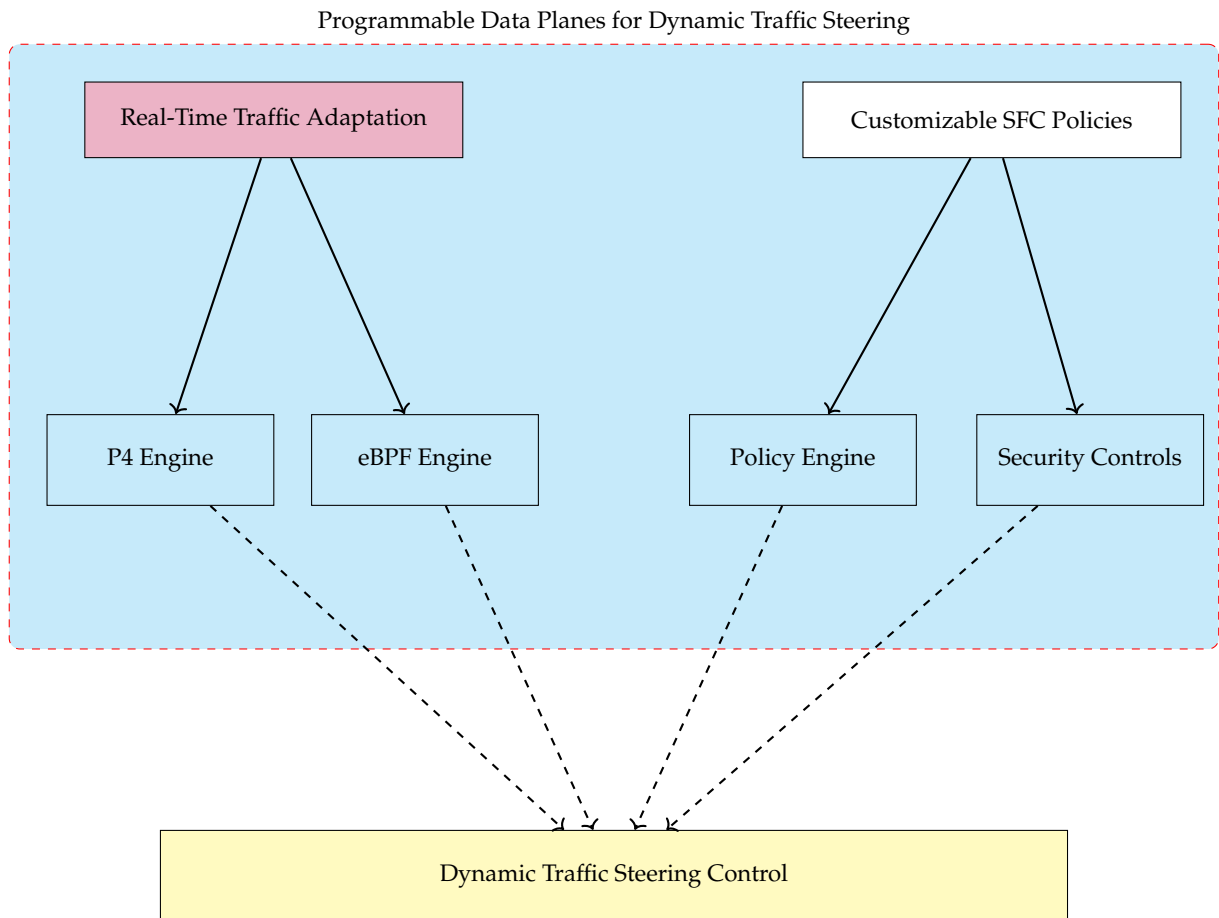 Programmable Data Planes for Dynamic Traffic Steering
Real-Time Traffic Adaptation
Customizable SFC Policies
P4 Engine
eBPF Engine
Policy Engine
Security Controls
Dynamic Traffic Steering Control